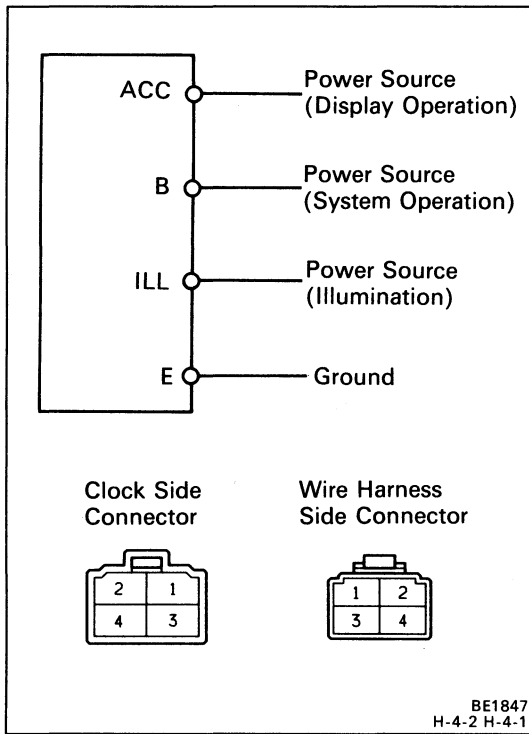 ACC
Power Source
(Display Operation)
B
Power Source
(System Operation)
ILL
Power Source
(Illumination)
E
Ground
Clock Side
Connector
Wire Harness
Side Connector
2 1
4 3
1 2
3 4
BE1847
H-4-2 H-4-1